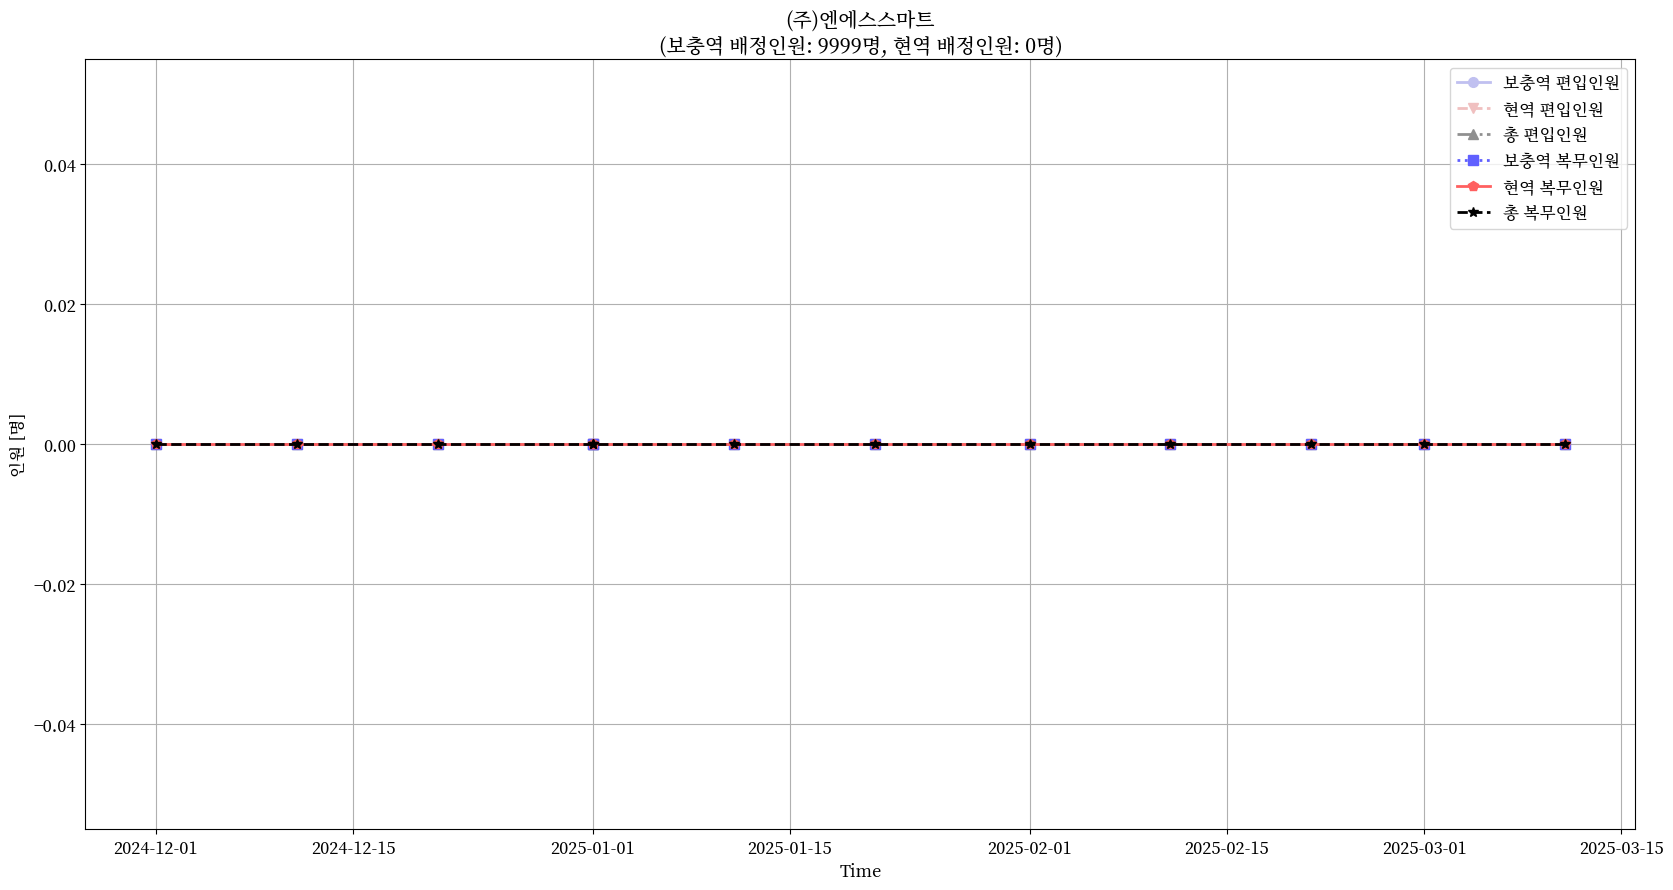 (주)엔에스스마트
(보충역 배정인원: 9999명, 현역 배정인원: 0명)
보충역 편입인원
현역 편입인원
총 편입인원
보충역 복무인원
현역 복무인원
총 복무인원
0.04
0.02
0.00
−0.02
−0.04
인원 [명]
2024-12-01 2024-12-15 2025-01-01 2025-01-15 2025-02-01 2025-02-15 2025-03-01 2025-03-15
Time